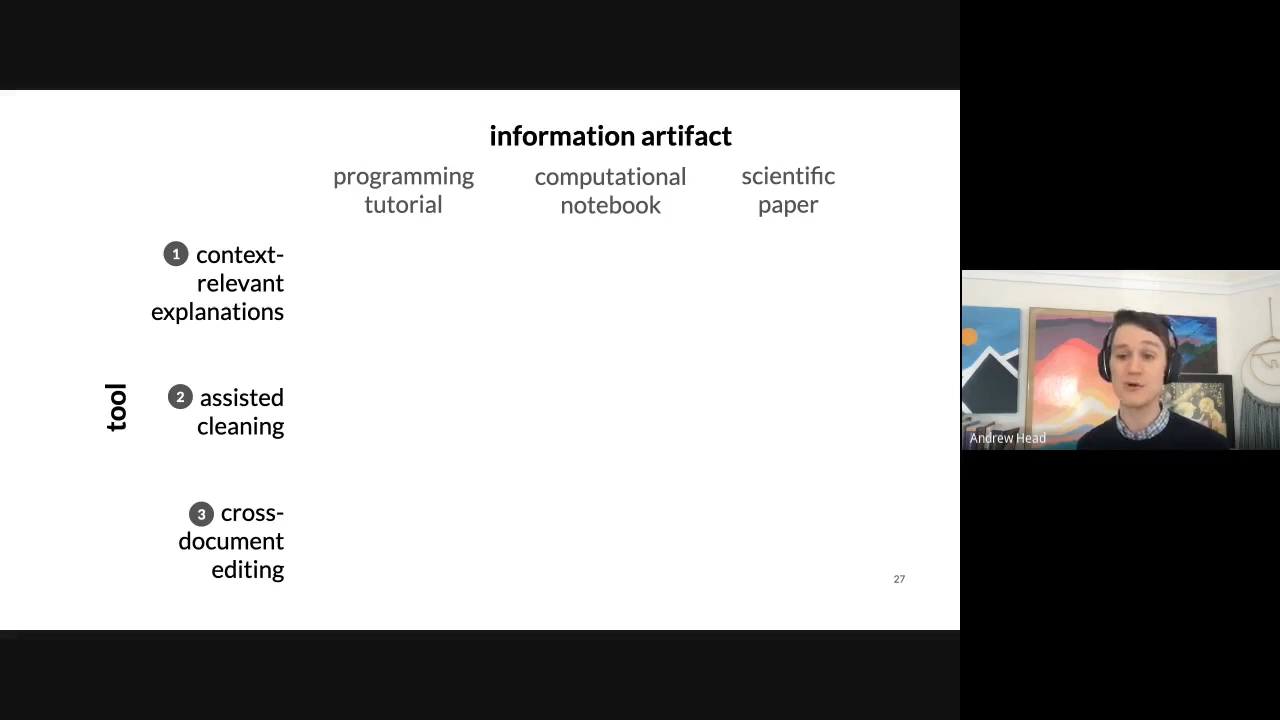 information artifact
programming
tutorial
computational
notebook
scientific
paper
1 context-
relevant
explanations
tool
2 assisted
cleaning
3 cross-
document
editing
27
Andrew Head